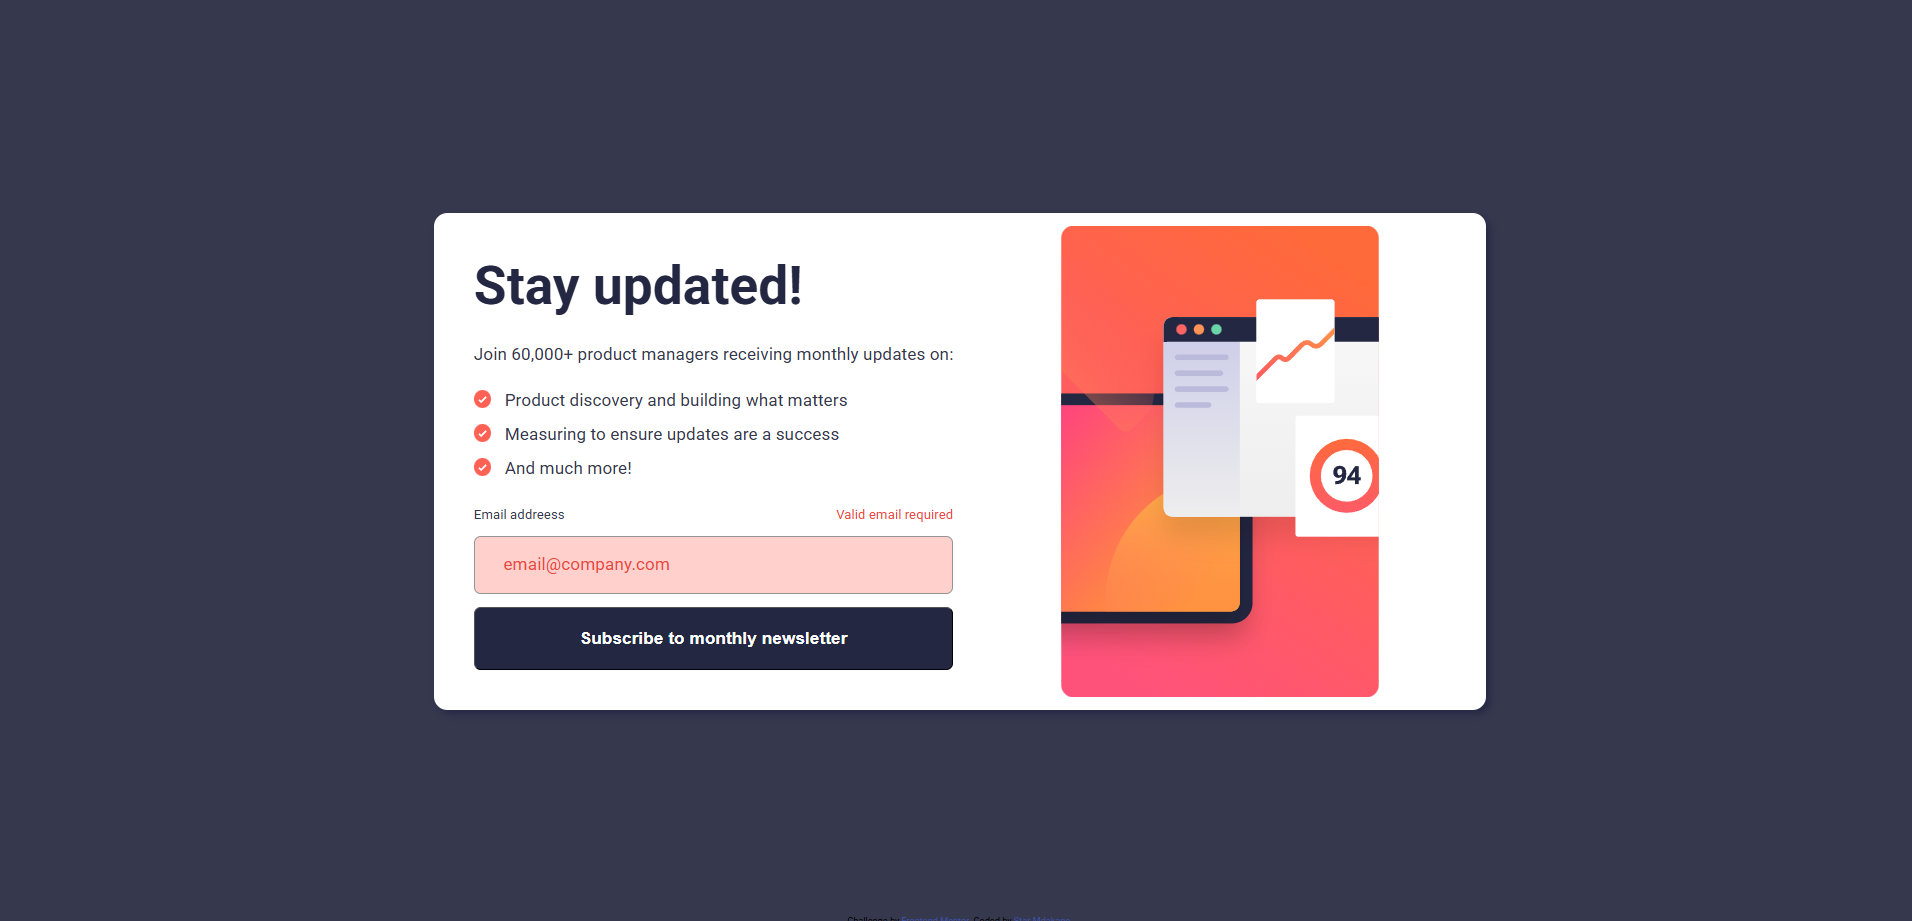 Stay updated!
Join 60,000+ product managers receiving monthly updates on:
Product discovery and building what matters
Measuring to ensure updates are a success
And much more!
Email addreess
Valid email required
email@company.com
Subscribe to monthly newsletter
94
Challenge by Frontend Mentor. Coded by